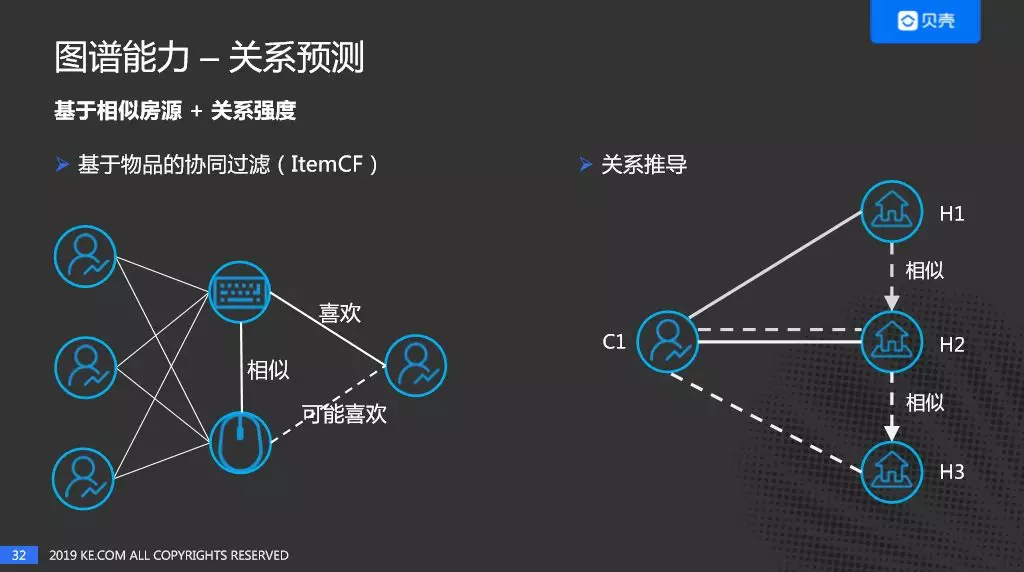 贝壳
图谱能力 – 关系预测
基于相似房源 + 关系强度
基于物品的协同过滤（ItemCF）
喜欢
相似
可能喜欢
关系推导
H1
相似
C1
H2
相似
H3
32
2019 KE.COM ALL COPYRIGHTS RESERVED